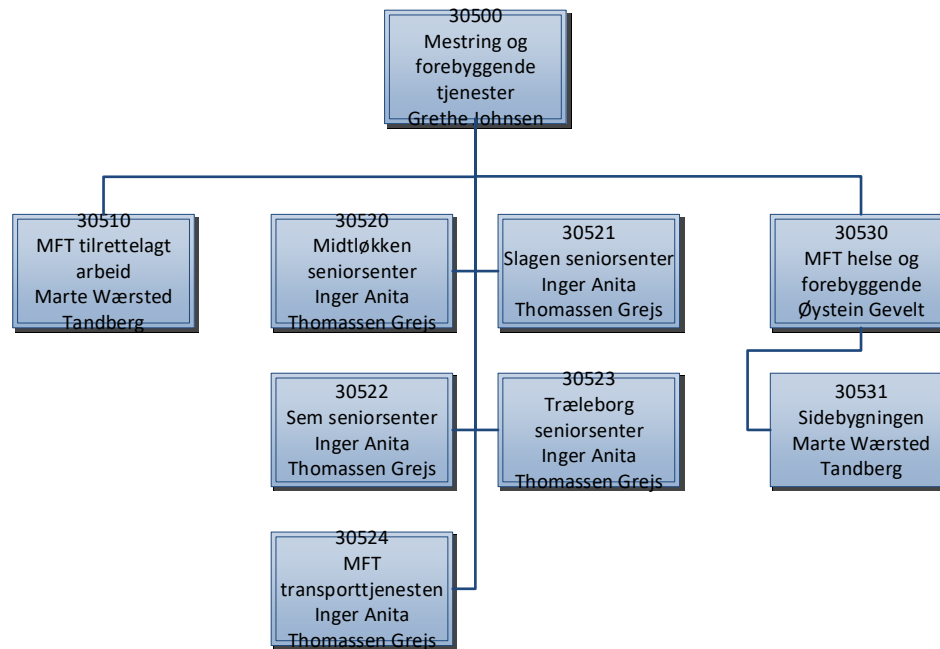 30500
Mestring og
forebyggende
tjenester
Grethe Johnsen
30510
MFT tilrettelagt
arbeid
Marte Wærsted
Tandberg
30520
Midtløkken
seniorsenter
Inger Anita
Thomassen Grejs
30521
Slagen seniorsenter
Inger Anita
Thomassen Grejs
30530
MFT helse og
forebyggende
Øystein Gevelt
30522
Sem seniorsenter
Inger Anita
Thomassen Grejs
30523
Træleborg
seniorsenter
Inger Anita
Thomassen Grejs
30531
Sidebygningen
Marte Wærsted
Tandberg
30524
MFT
transporttjenesten
Inger Anita
Thomassen Grejs